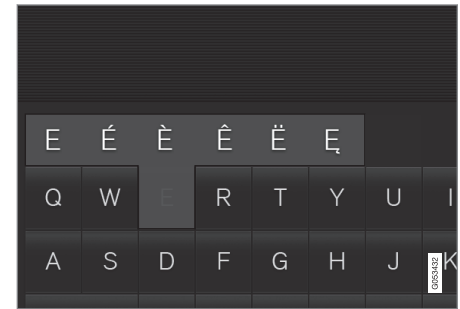 E É È Ê Ë Ę
Q W E R T Y U I
A S D F G H J K
G053432